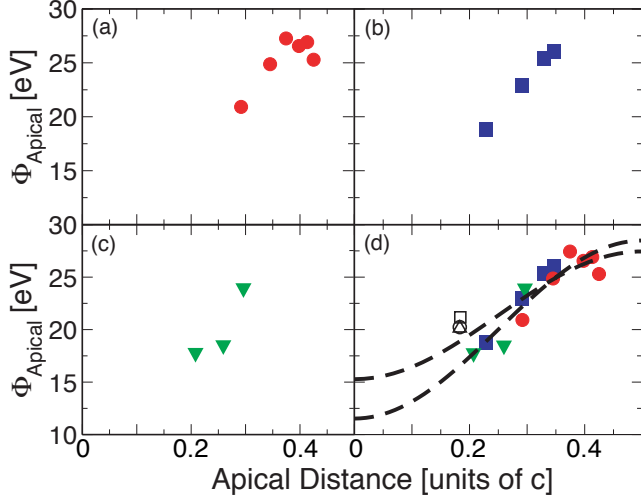 30
(a)
(b)
25
20
15
Φ_Apical [eV]
30
(c)
(d)
25
20
15
10
Φ_Apical [eV]
0 0.2 0.4 0 0.2 0.4
Apical Distance [units of c]